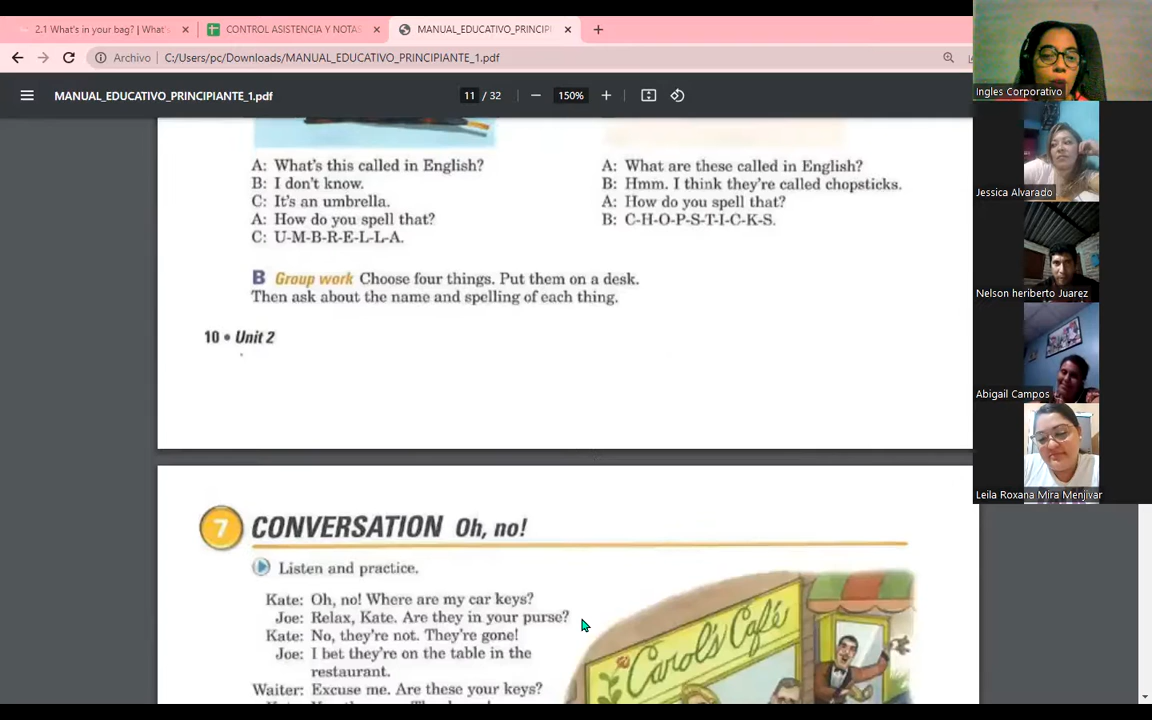 2.1 What's in your bag? | What's
CONTROL ASISTENCIA Y NOTAS
MANUAL_EDUCATIVO_PRINCIPI
Archivo | C:/Users/pc/Downloads/MANUAL_EDUCATIVO_PRINCIPIANTE_1.pdf
MANUAL_EDUCATIVO_PRINCIPIANTE_1.pdf
11 / 32
150%
A: What's this called in English?
B: I don't know.
C: It's an umbrella.
A: How do you spell that?
C: U-M-B-R-E-L-L-A.
A: What are these called in English?
B: Hmm. I think they're called chopsticks.
A: How do you spell that?
B: C-H-O-P-S-T-I-C-K-S.
B Group work Choose four things. Put them on a desk.
Then ask about the name and spelling of each thing.
10 • Unit 2
7 CONVERSATION Oh, no!
Listen and practice.
Kate: Oh, no! Where are my car keys?
Joe: Relax, Kate. Are they in your purse?
Kate: No, they're not. They're gone!
Joe: I bet they're on the table in the
restaurant.
Waiter: Excuse me. Are these your keys?
Carol's Café
Ingles Corporativo
Jessica Alvarado
Nelson heriberto Juarez
Abigail Campos
Leila Roxana Mira Menjivar